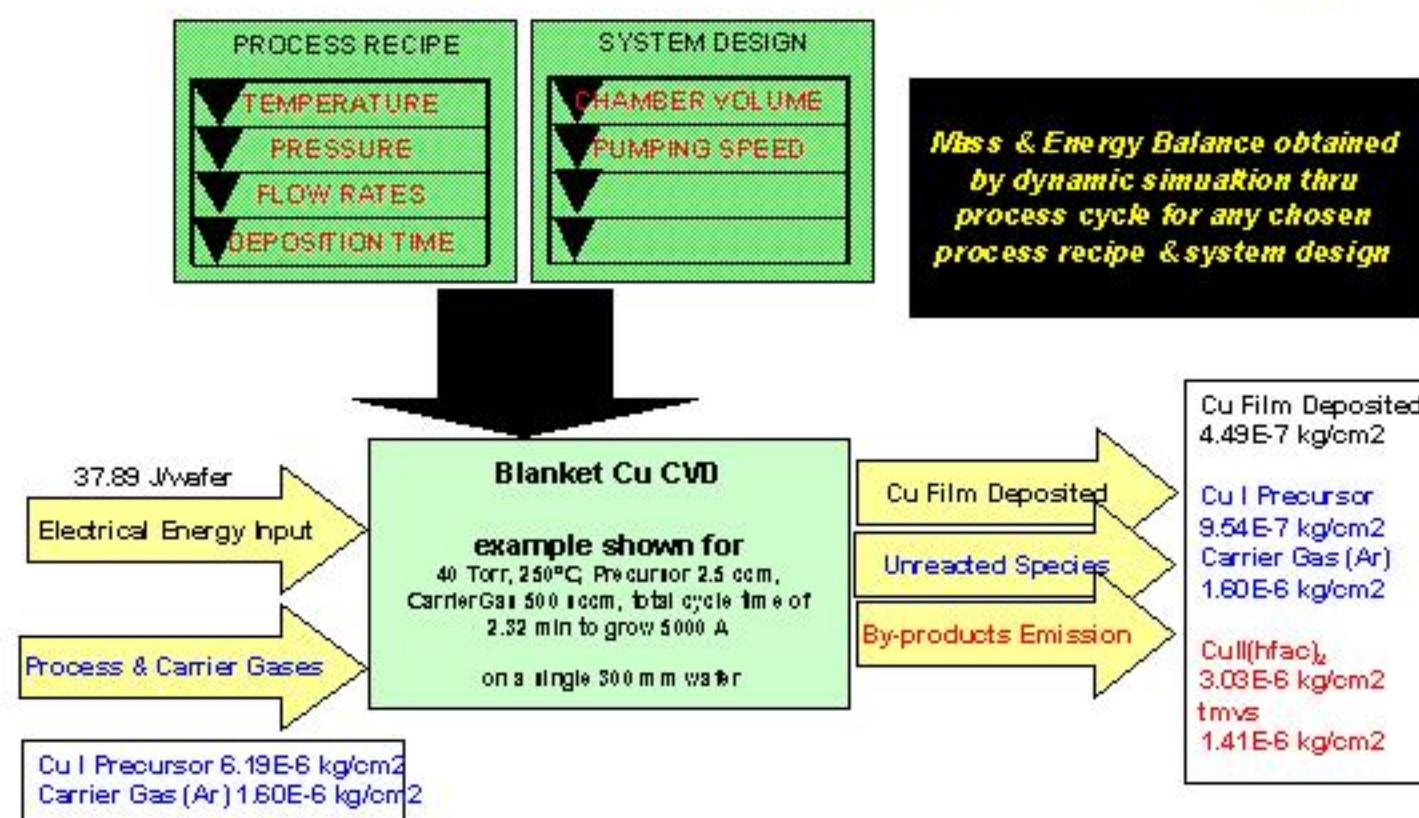 PROCESS RECIPE
TEMPERATURE
PRESSURE
FLOW RATES
DEPOSITION TIME
SYSTEM DESIGN
CHAMBER VOLUME
PUMPING SPEED
Mass & Energy Balance obtained
by dynamic simualtion thru
process cycle for any chosen
process recipe & system design
37.89 J/wafer
Electrical Energy Input
Process & Carrier Gases
Cu I Precursor 6.19E-6 kg/cm2
Carrier Gas (Ar) 1.60E-6 kg/cm2
Blanket Cu CVD
example shown for
40 Torr, 250°C, Precursor 2.5 ccm,
Carrier Gas 500 sccm, total cycle time of
2.32 min to grow 5000 A
on a single 300 mm wafer
Cu Film Deposited
Unreacted Species
By-products Emission
Cu Film Deposited
4.49E-7 kg/cm2
Cu I Precursor
9.54E-7 kg/cm2
Carrier Gas (Ar)
1.60E-6 kg/cm2
CuII(hfac)₂
3.03E-6 kg/cm2
tmvs
1.41E-6 kg/cm2